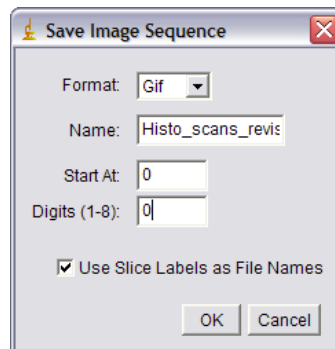 Save Image Sequence
Format: Gif
Name: Histo_scans_revis
Start At: 0
Digits (1-8): 0
Use Slice Labels as File Names
OK Cancel